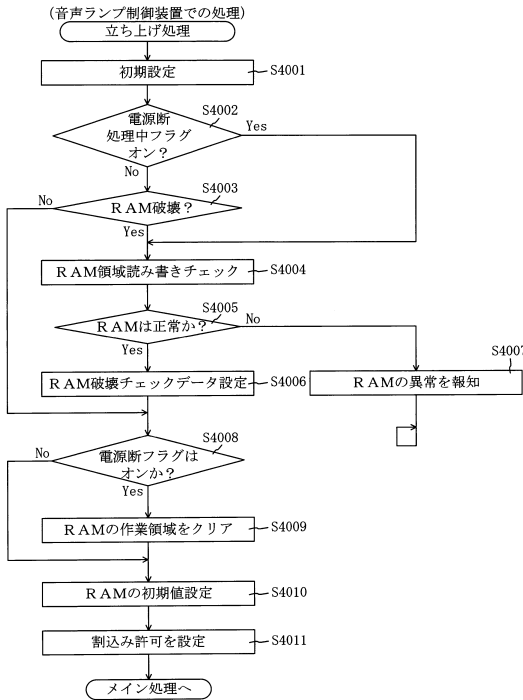 (音声ランプ制御装置での処理)
立ち上げ処理
初期設定 S4001
S4002
電源断
処理中フラグ
オン?
Yes
No
S4003
RAM破壊?
No
Yes
RAM領域読み書きチェック S4004
S4005
RAMは正常か?
No
Yes
S4007
RAM破壊チェックデータ設定 S4006
RAMの異常を報知
S4008
No
電源断フラグは
オンか?
Yes
RAMの作業領域をクリア S4009
RAMの初期値設定 S4010
割込み許可を設定 S4011
メイン処理へ